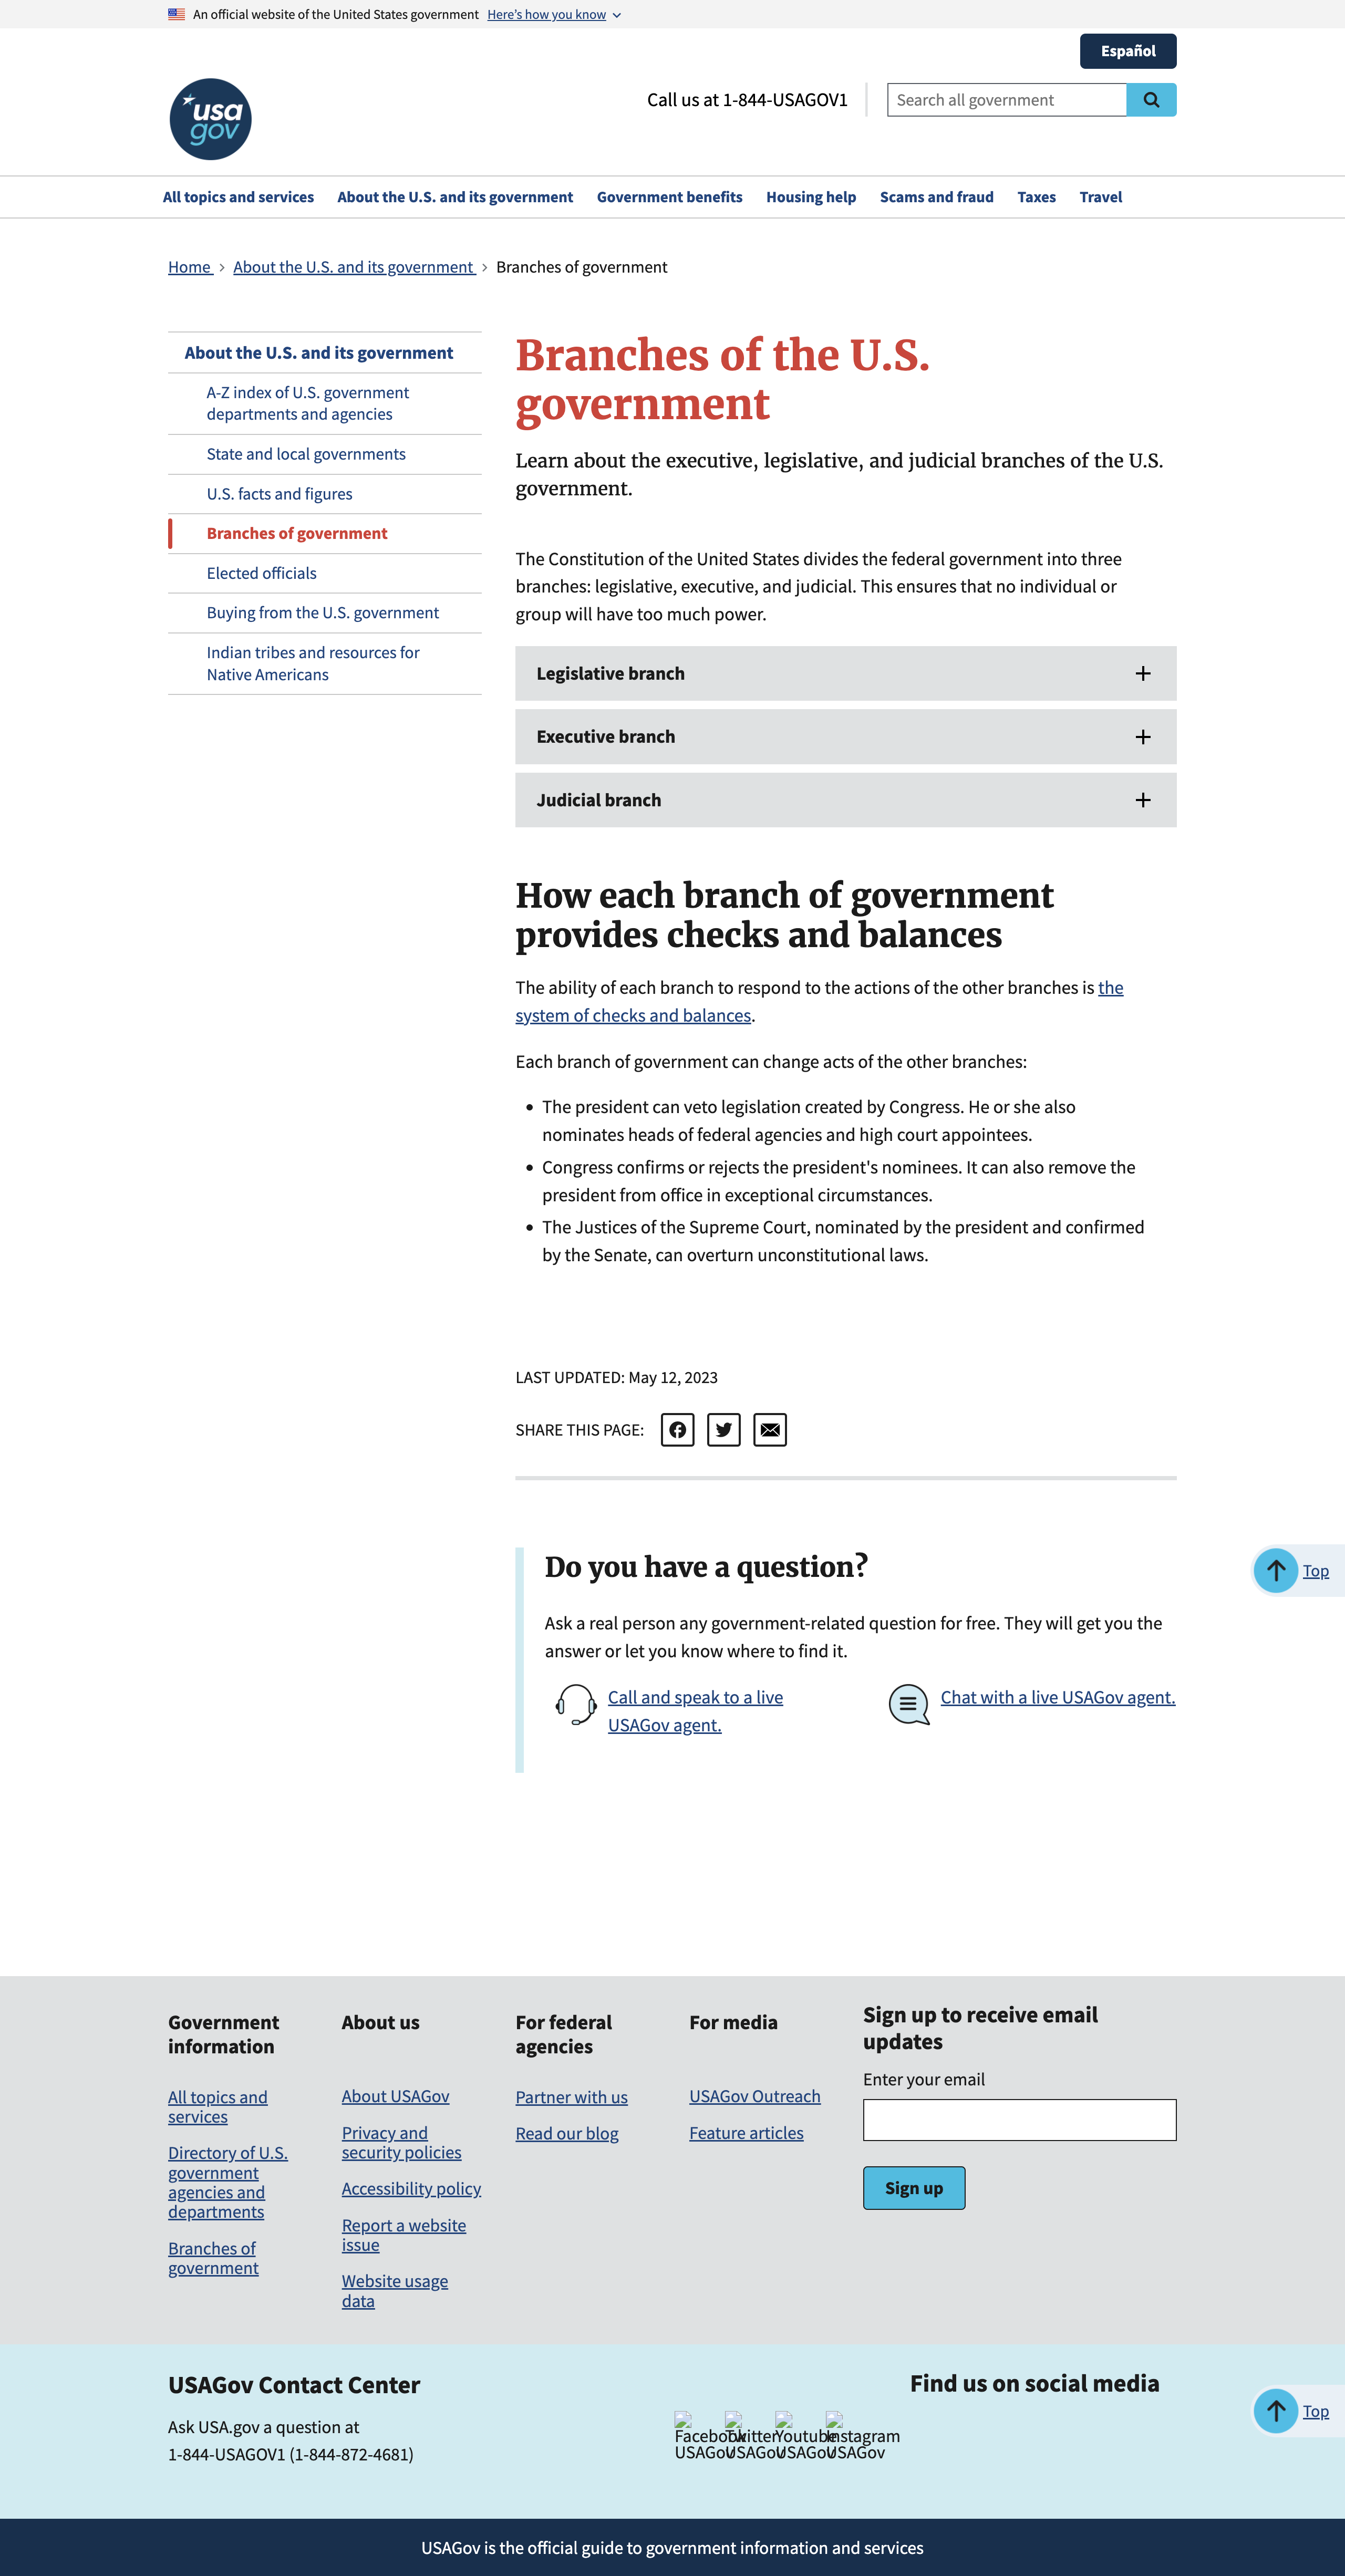 An official website of the United States government Here's how you know
Español
usa
gov
Call us at 1-844-USAGOV1
Search all government
All topics and services About the U.S. and its government Government benefits Housing help Scams and fraud Taxes Travel
Home About the U.S. and its government Branches of government
About the U.S. and its government
A-Z index of U.S. government
departments and agencies
State and local governments
U.S. facts and figures
Branches of government
Elected officials
Buying from the U.S. government
Indian tribes and resources for
Native Americans
Branches of the U.S.
government
Learn about the executive, legislative, and judicial branches of the U.S.
government.
The Constitution of the United States divides the federal government into three
branches: legislative, executive, and judicial. This ensures that no individual or
group will have too much power.
Legislative branch
Executive branch
Judicial branch
How each branch of government
provides checks and balances
The ability of each branch to respond to the actions of the other branches is the
system of checks and balances.
Each branch of government can change acts of the other branches:
• The president can veto legislation created by Congress. He or she also
nominates heads of federal agencies and high court appointees.
• Congress confirms or rejects the president's nominees. It can also remove the
president from office in exceptional circumstances.
• The Justices of the Supreme Court, nominated by the president and confirmed
by the Senate, can overturn unconstitutional laws.
LAST UPDATED: May 12, 2023
SHARE THIS PAGE:
Do you have a question?
Top
Ask a real person any government-related question for free. They will get you the
answer or let you know where to find it.
Call and speak to a live
USAGov agent.
Chat with a live USAGov agent.
Government
information
All topics and
services
Directory of U.S.
government
agencies and
departments
Branches of
government
About us
About USAGov
Privacy and
security policies
Accessibility policy
Report a website
issue
Website usage
data
For federal
agencies
Partner with us
Read our blog
For media
USAGov Outreach
Feature articles
Sign up to receive email
updates
Enter your email
Sign up
USAGov Contact Center
Ask USA.gov a question at
1-844-USAGOV1 (1-844-872-4681)
Find us on social media
Facebook Twitter Youtube Instagram
USAGov USAGov USAGov USAGov
Top
USAGov is the official guide to government information and services